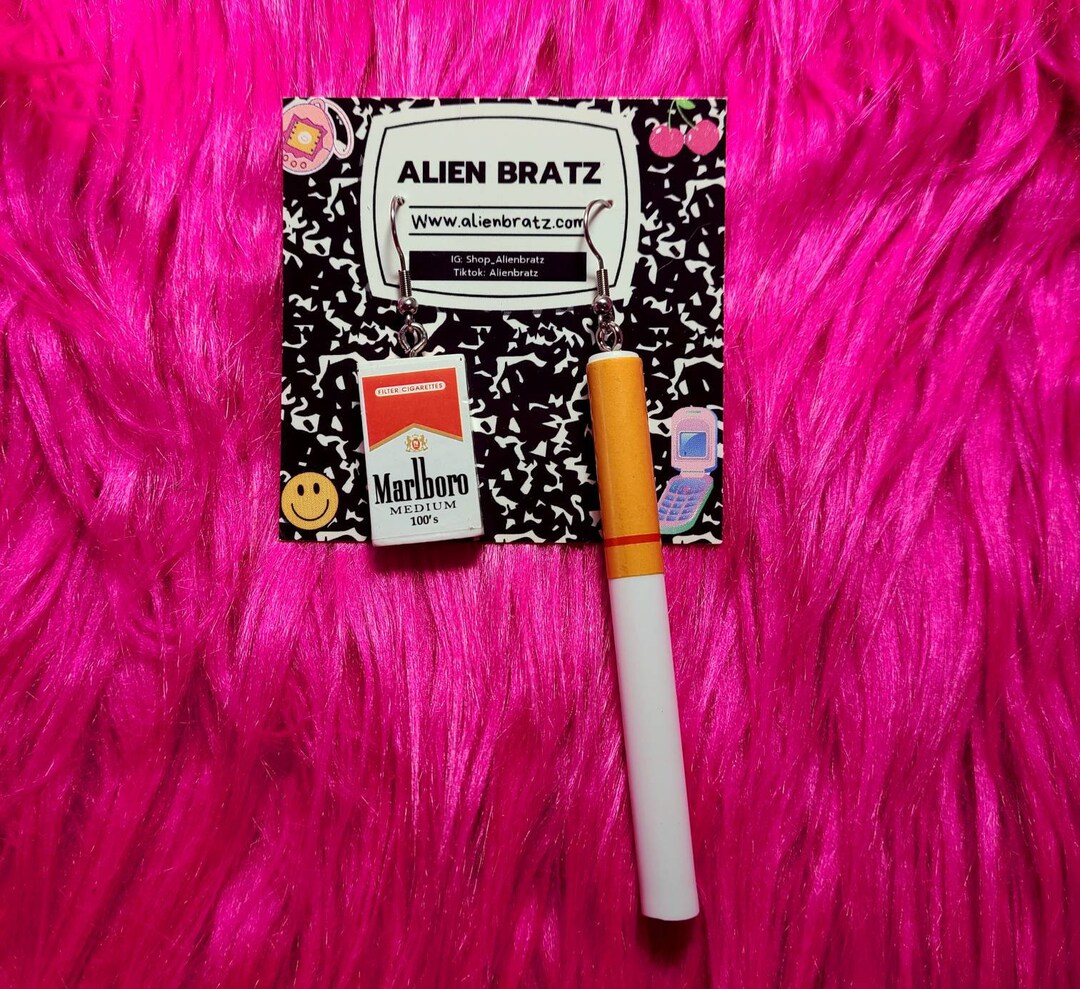 ALIEN BRATZ
Www.alienbratz.com
IG: Shop_Alienbratz
Tiktok: Alienbratz
FILTER CIGARETTES
Marlboro
MEDIUM
100's